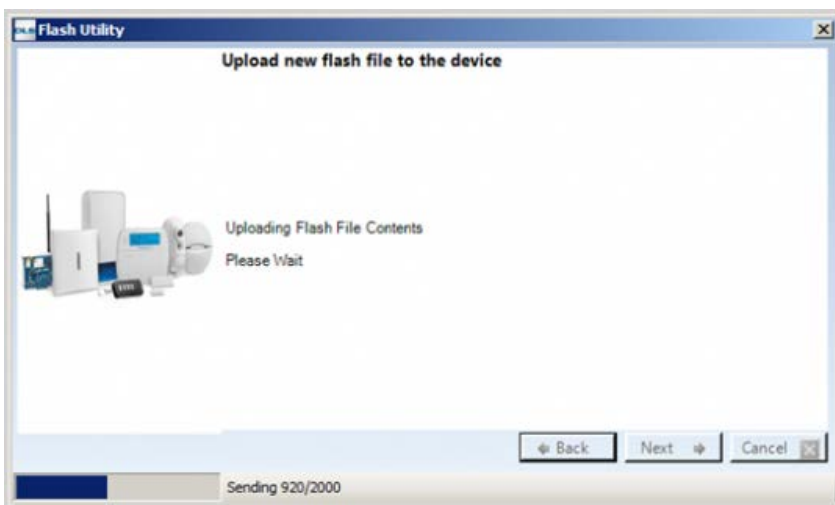 DLS Flash Utility
Upload new flash file to the device
Uploading Flash File Contents
Please Wait
Back Next Cancel
Sending 920/2000